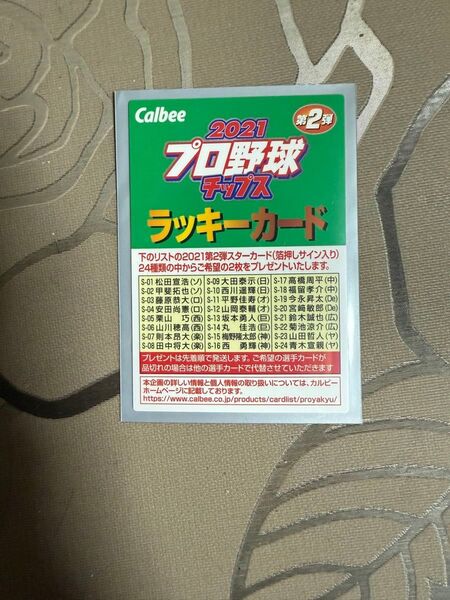 Calbee
第2弾
2021
プロ野球
チップス
ラッキーカード
下のリストの2021第2弾スターカード(箔押しサイン入り)
24種類の中からご希望の2枚をプレゼントいたします。
S-01 松田宣浩(ソ)
S-02 甲斐拓也(ソ)
S-03 藤原恭大(ロ)
S-04 安田尚憲(ロ)
S-05 栗山 巧(西)
S-06 山川穂高(西)
S-07 則本昂大(楽)
S-08 田中将大(楽)
S-09 大田泰示(日)
S-10 西川遥輝(日)
S-11 平野佳寿(オ)
S-12 山岡泰輔(オ)
S-13 坂本勇人(巨)
S-14 丸 佳浩(巨)
S-15 梅野隆太郎(神)
S-16 西 勇輝(神)
S-17 高橋周平(中)
S-18 福留孝介(中)
S-19 今永昇太(De)
S-20 宮﨑敏郎(De)
S-21 鈴木誠也(広)
S-22 菊池涼介(広)
S-23 山田哲人(ヤ)
S-24 青木宣親(ヤ)
プレゼントは先着順で発送します。ご希望の選手カードが
品切れの場合は他の選手カードで代替させていただきます
本企画の詳しい情報と個人情報の取り扱いについては、カルビー
ホームページに記載しております。
https://www.calbee.co.jp/products/cardlist/proyakyu/